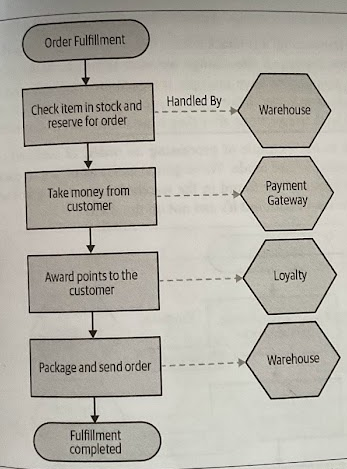 Order Fulfillment
Check item in stock and
reserve for order
Handled By
Warehouse
Take money from
customer
Payment
Gateway
Award points to the
customer
Loyalty
Package and send order
Warehouse
Fulfillment
completed